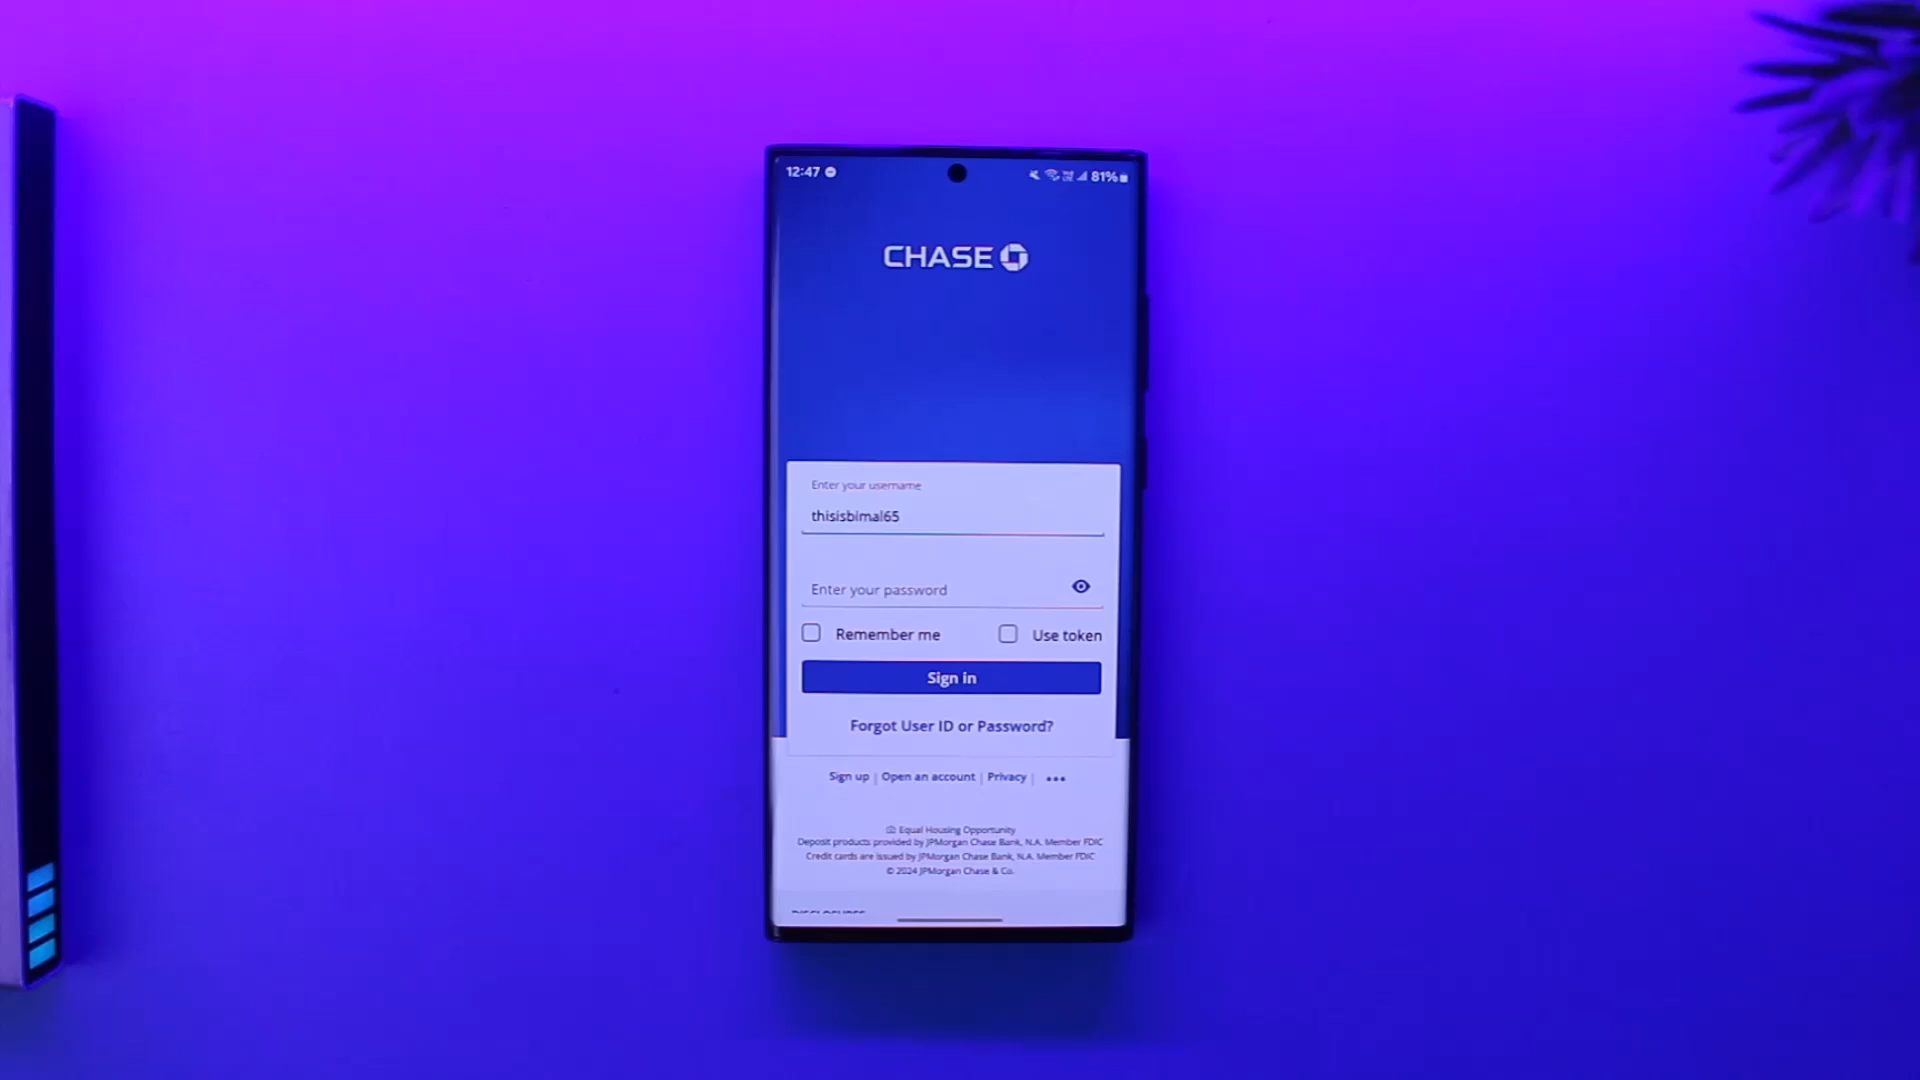 12:47
81%
CHASE
Enter your username
thisisbimal65
Enter your password
Remember me
Use token
Sign in
Forgot User ID or Password?
Sign up | Open an account | Privacy |
Equal Housing Opportunity
Deposit products provided by JPMorgan Chase Bank, N.A. Member FDIC
Credit cards are issued by JPMorgan Chase Bank, N.A. Member FDIC
© 2024 JPMorgan Chase & Co.